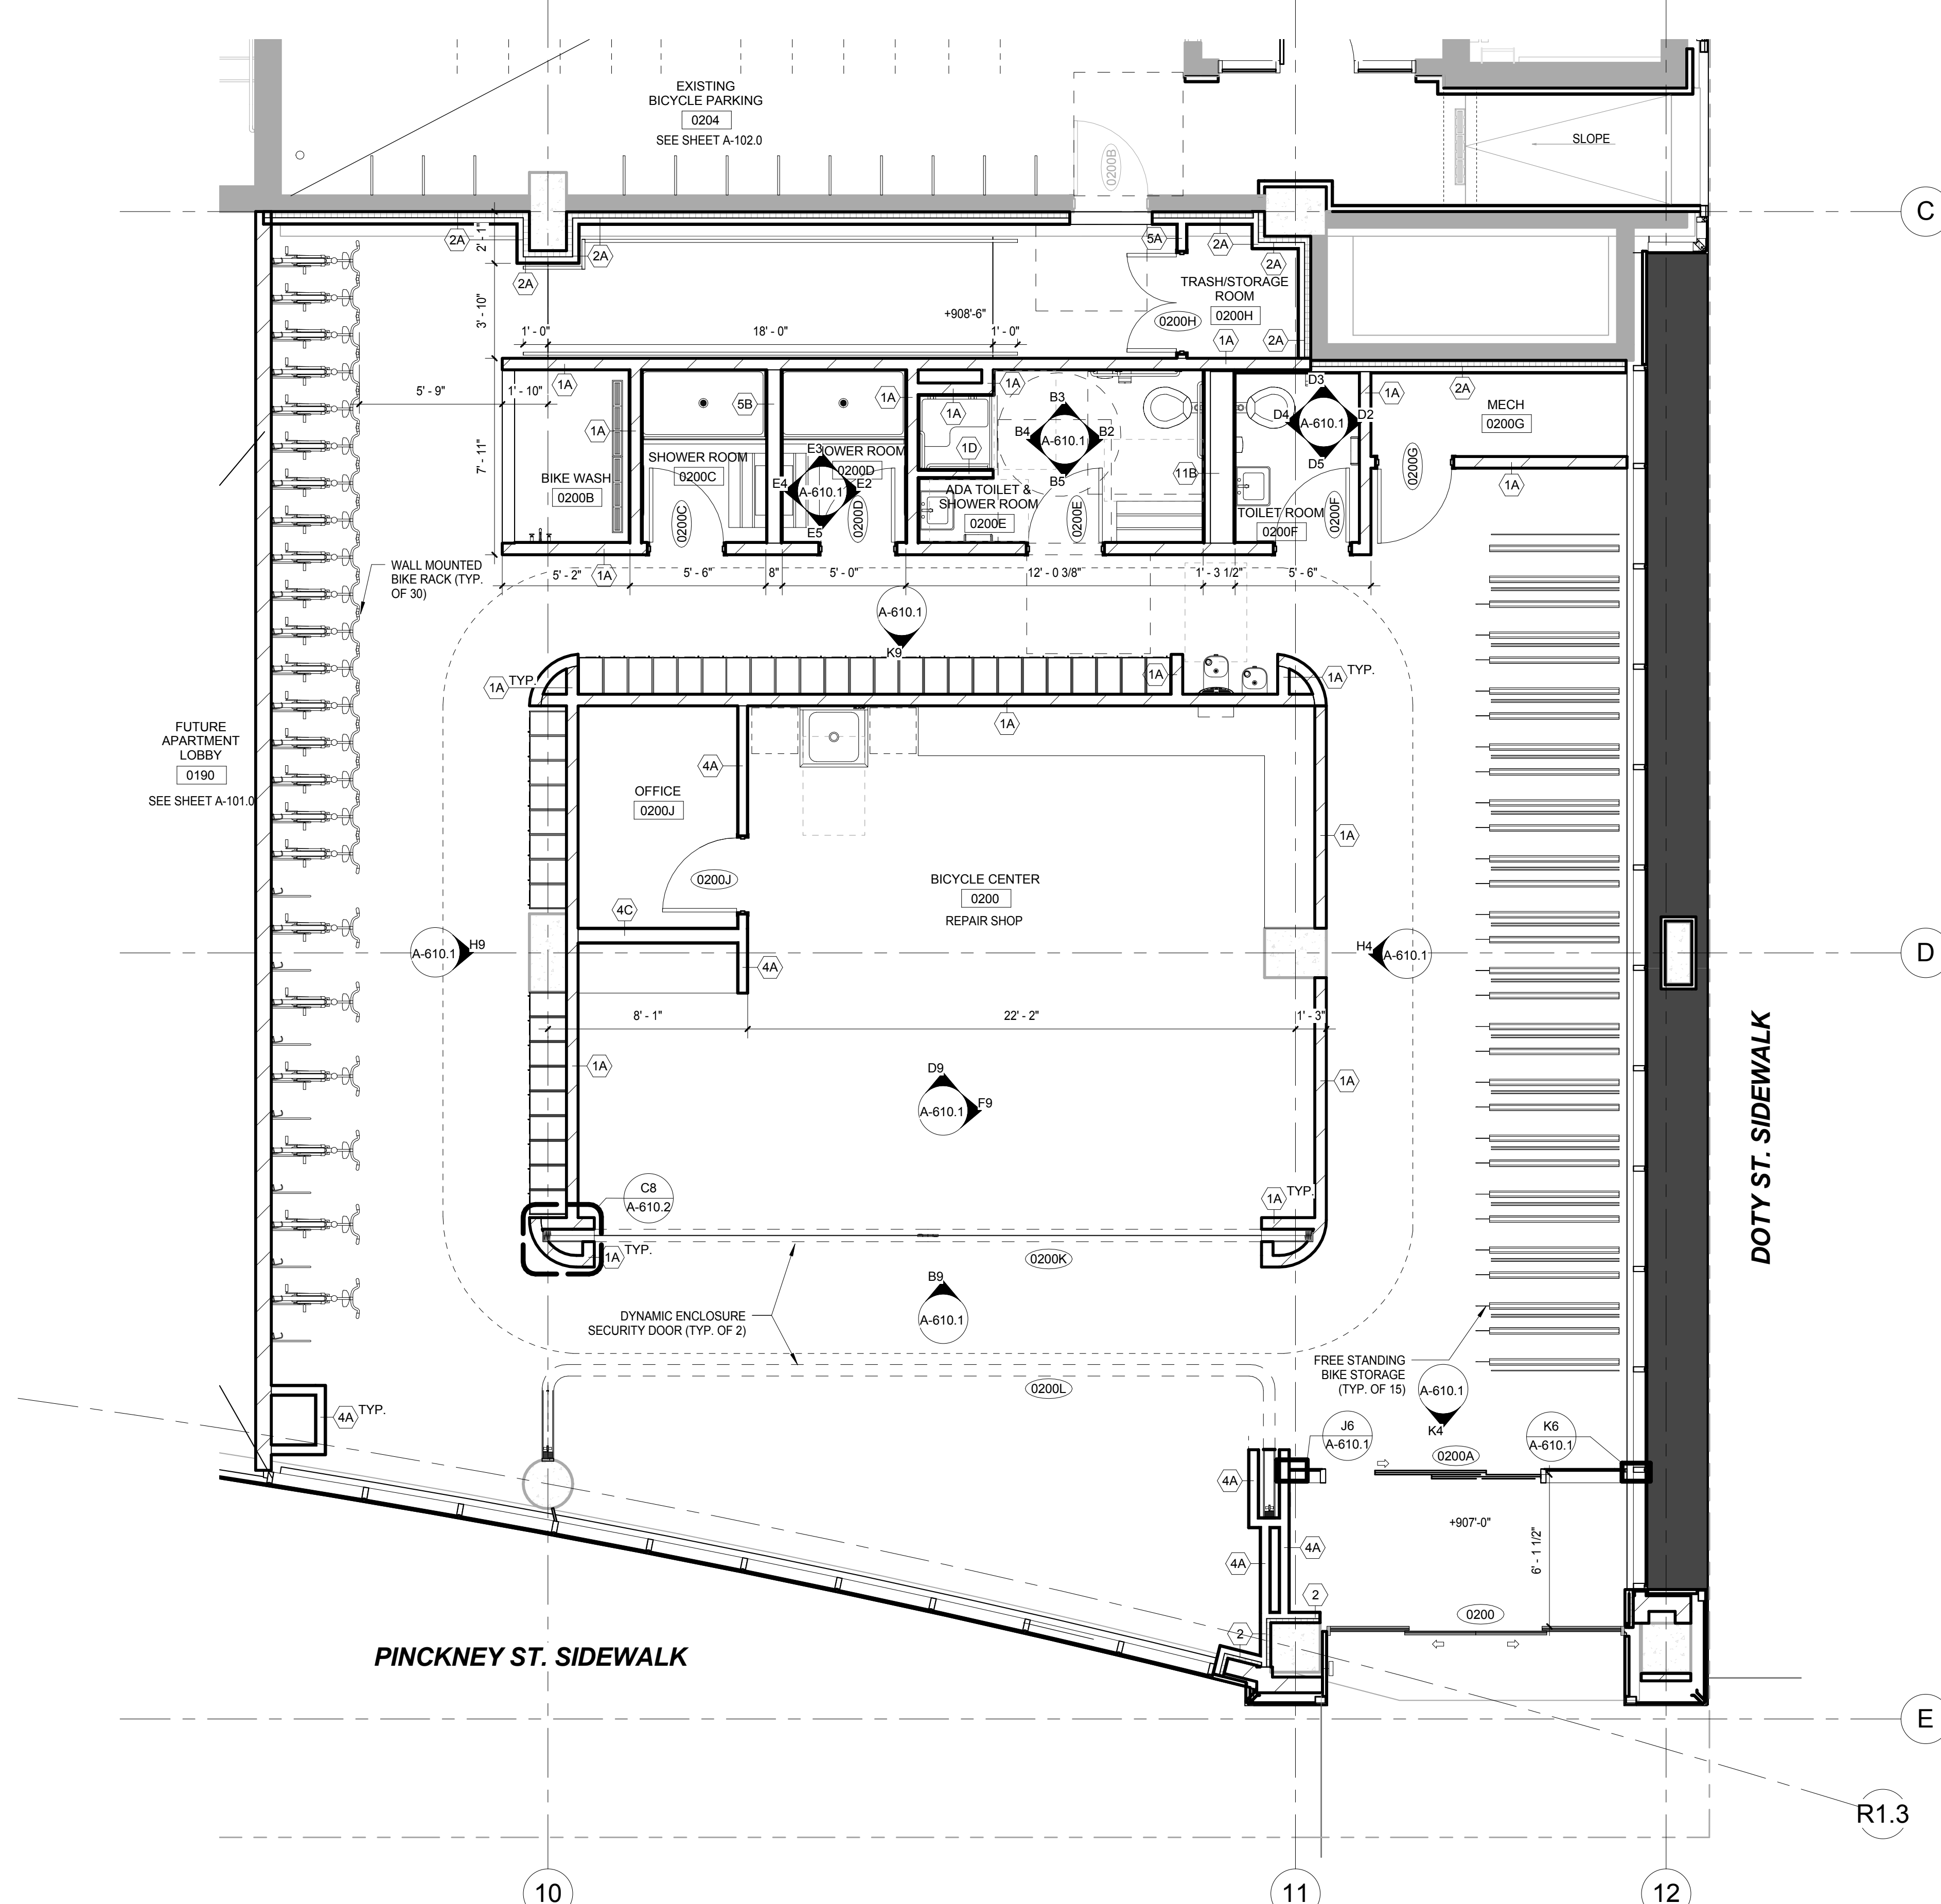 EXISTING
BICYCLE PARKING
0204
SEE SHEET A-102.0
0200B
SLOPE
C
2A
2' - 1"
2A
2A
5A
2A
2A
TRASH/STORAGE
ROOM
0200H
0200H
3' - 10"
+908'-6"
1' - 0"
18' - 0"
1' - 0"
1A
2A
5' - 9"
1' - 10"
1A
5B
1A
1A
1A
B3
B4
A-610.1
B2
B5
D3
D4
A-610.1
D2
D5
1A
2A
MECH
0200G
7' - 11"
1A
1D
11B
0200G
1A
BIKE WASH
0200B
SHOWER ROOM
0200C
0200C
E3
OWER ROOM
0200D
E4
A-610.1
E2
E5
0200D
ADA TOILET &
SHOWER ROOM
0200E
0200E
TOILET ROOM
0200F
0200F
WALL MOUNTED
BIKE RACK (TYP.
OF 30)
5' - 2"
1A
5' - 6"
8"
5' - 0"
12' - 0 3/8"
1' - 3 1/2"
5' - 6"
A-610.1
K9
1A
TYP.
1A
1A
TYP.
1A
FUTURE
APARTMENT
LOBBY
0190
SEE SHEET A-101.0
4A
OFFICE
0200J
1A
0200J
BICYCLE CENTER
0200
REPAIR SHOP
4C
A-610.1
H9
4A
H4
A-610.1
D
8' - 1"
22' - 2"
1' - 3"
1A
D9
A-610.1
F9
1A
DOTY ST. SIDEWALK
C8
A-610.2
1A
TYP.
1A
TYP.
0200K
B9
A-610.1
DYNAMIC ENCLOSURE
SECURITY DOOR (TYP. OF 2)
0200L
FREE STANDING
BIKE STORAGE
(TYP. OF 15)
A-610.1
K4
4A
TYP.
J6
A-610.1
0200A
K6
A-610.1
4A
+907'-0"
6' - 1 1/2"
4A
4A
2
0200
2
PINCKNEY ST. SIDEWALK
E
R1.3
10
11
12